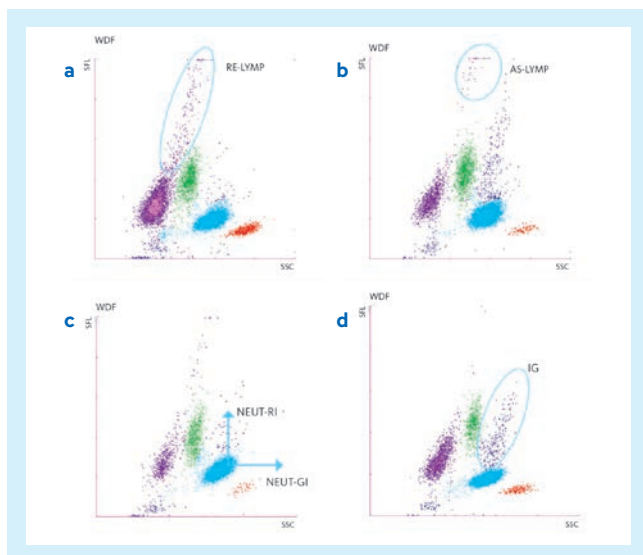 a
WDF
SFL
RE-LYMP
SSC
b
WDF
SFL
AS-LYMP
SSC
c
WDF
SFL
NEUT-RI
NEUT-GI
SSC
d
WDF
SFL
IG
SSC